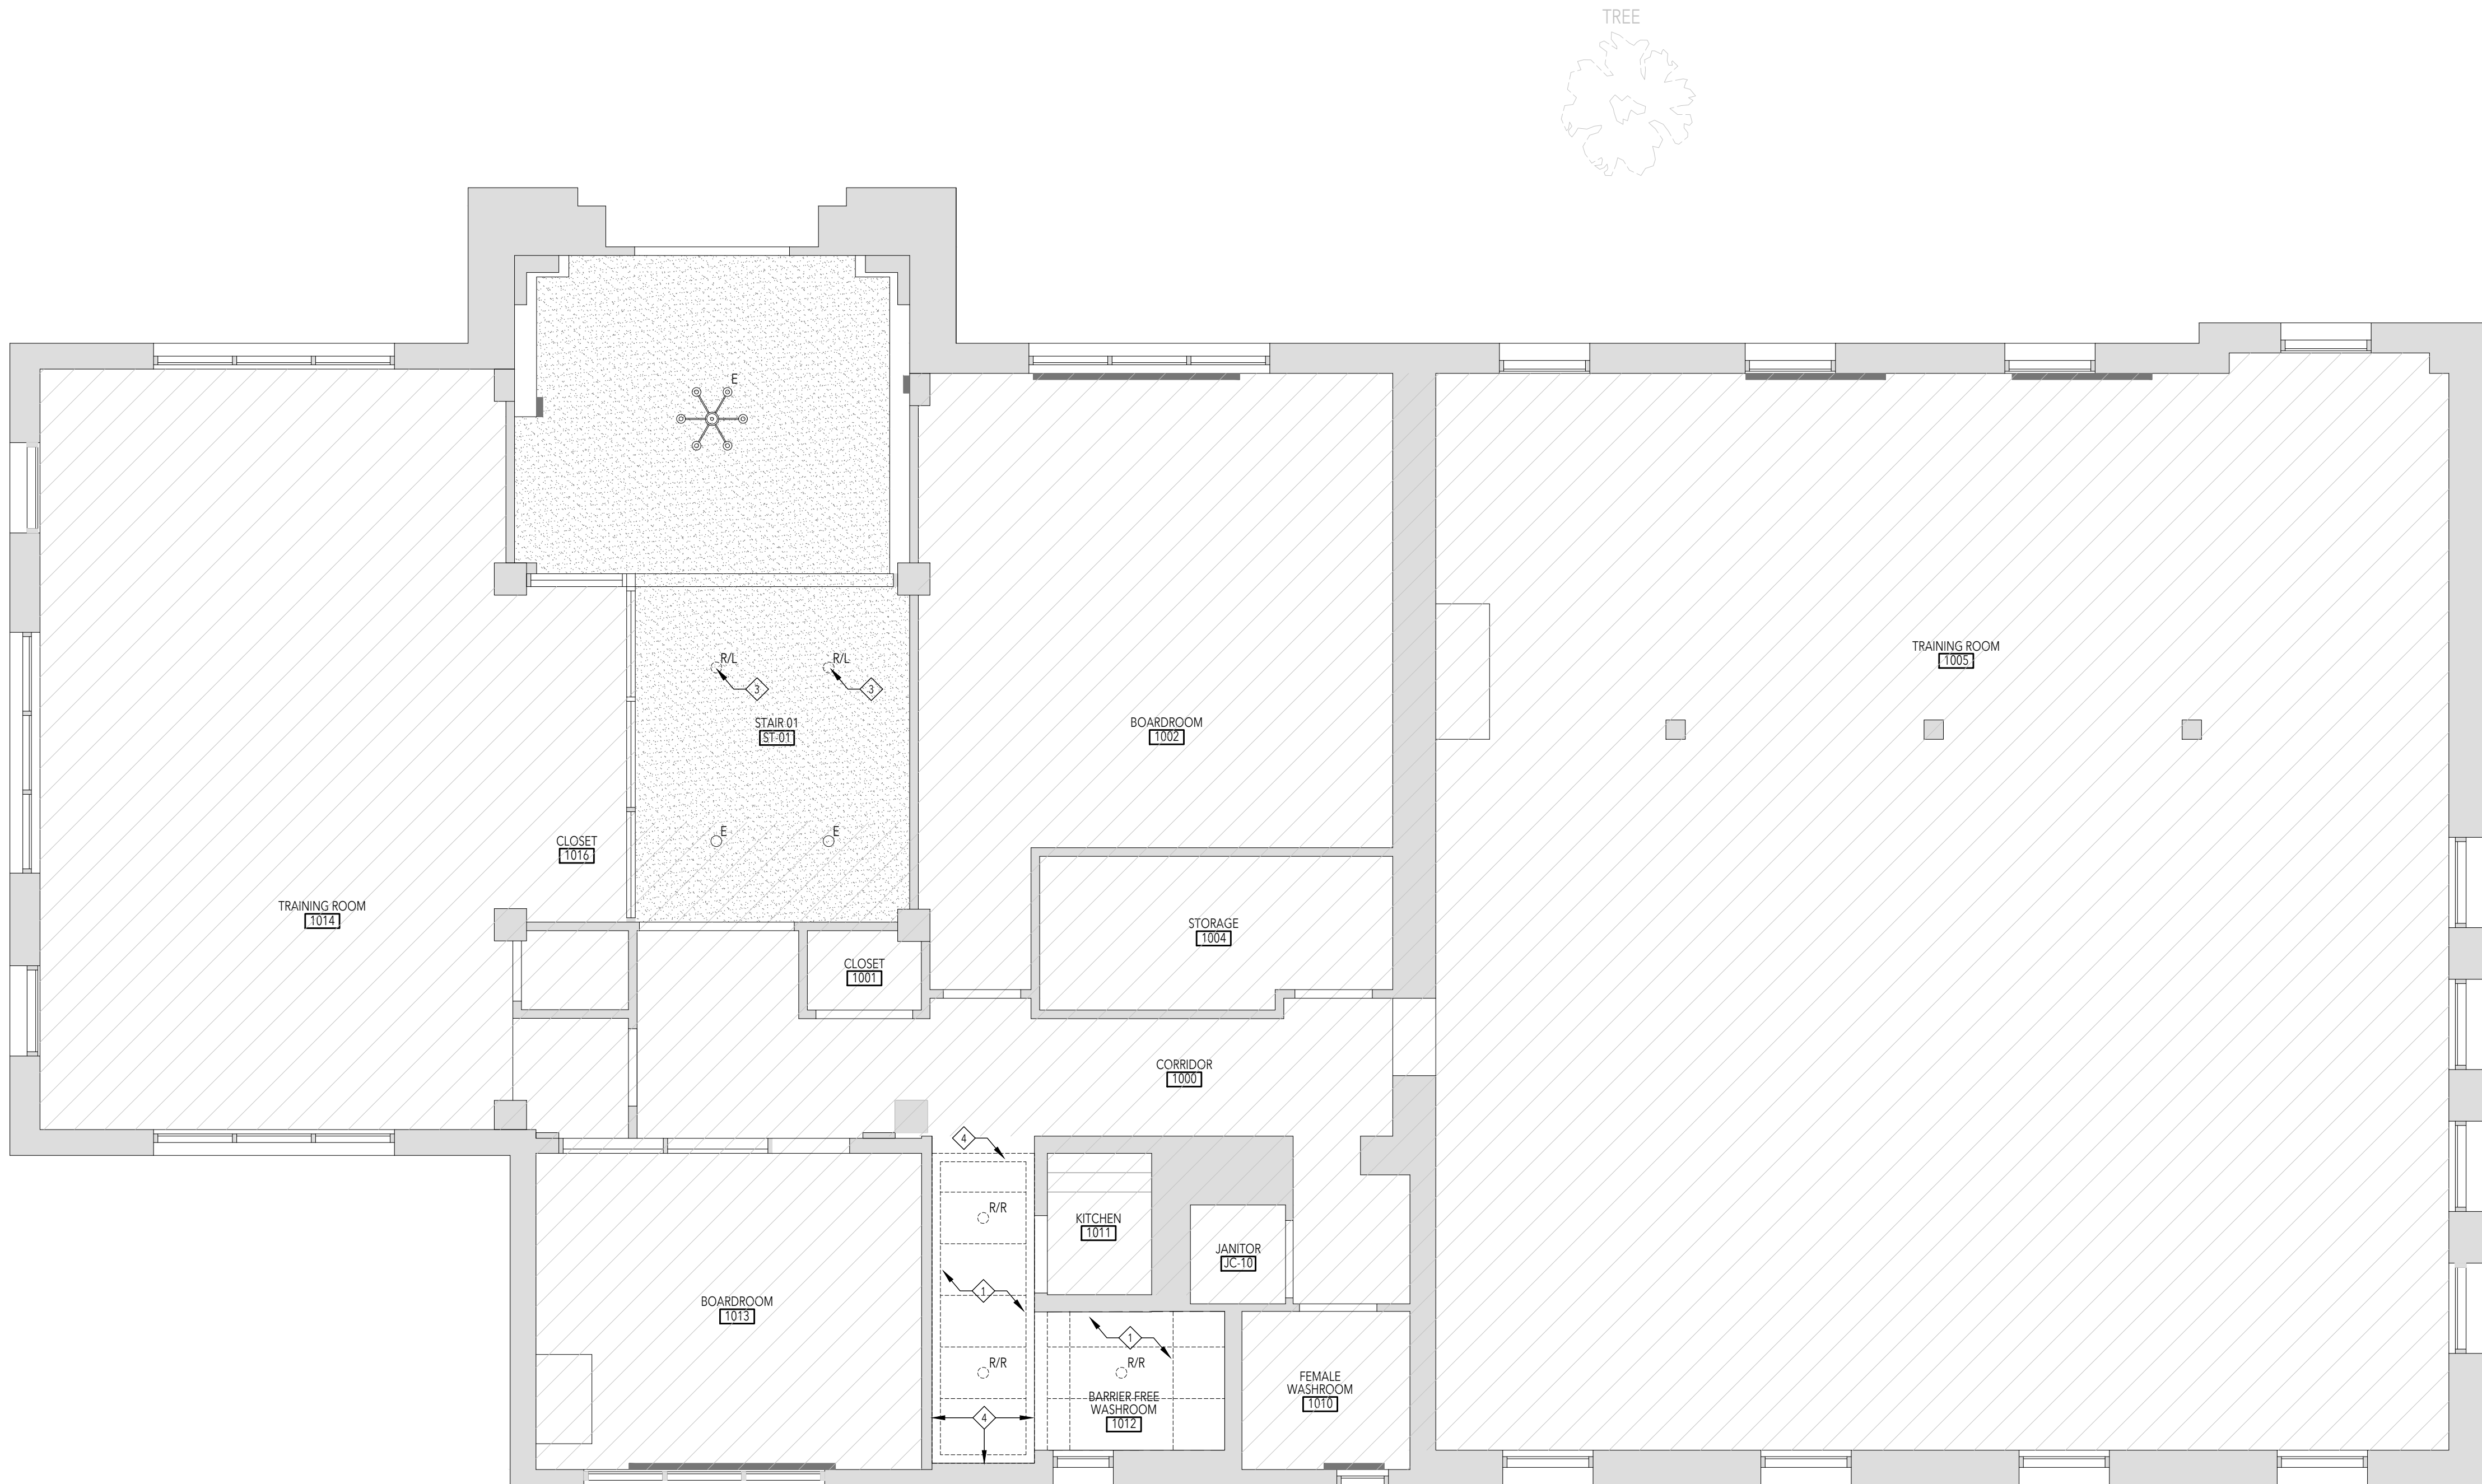 TREE
E
R/L
R/L
3
3
STAIR 01
ST-01
TRAINING ROOM
1005
BOARDROOM
1002
E
E
CLOSET
1016
TRAINING ROOM
1014
STORAGE
1004
CLOSET
1001
CORRIDOR
1000
4
R/R
KITCHEN
1011
JANITOR
JC-10
1
BOARDROOM
1013
1
R/R
R/R
BARRIER FREE
WASHROOM
1012
FEMALE
WASHROOM
1010
4